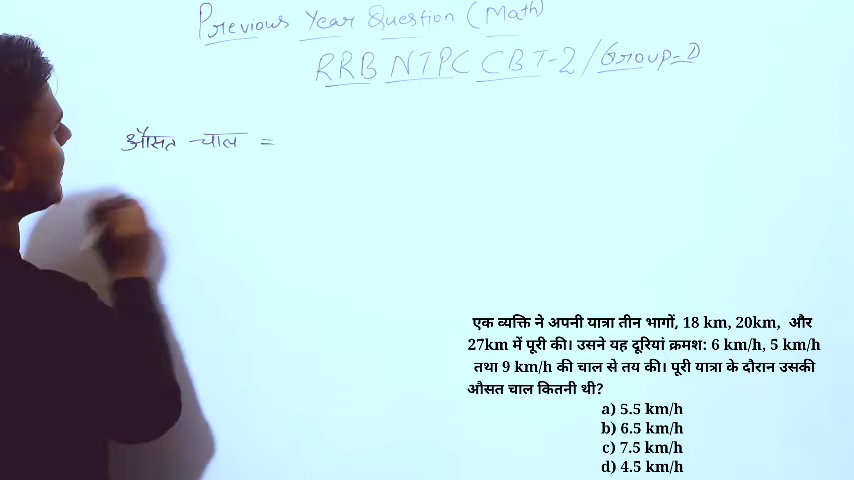 Previous Year Question (Math)
RRB NTPC CBT-2 / Group-D
औसत चाल =
एक व्यक्ति ने अपनी यात्रा तीन भागों, 18 km, 20km, और
27km में पूरी की। उसने यह दूरियां क्रमश: 6 km/h, 5 km/h
तथा 9 km/h की चाल से तय की। पूरी यात्रा के दौरान उसकी
औसत चाल कितनी थी?
a) 5.5 km/h
b) 6.5 km/h
c) 7.5 km/h
d) 4.5 km/h